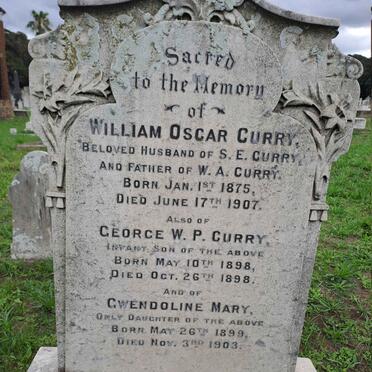 Sacred
to the Memory
of
WILLIAM OSCAR CURRY,
BELOVED HUSBAND OF S.E. CURRY,
AND FATHER OF W.A. CURRY.
BORN JAN. 1ST 1875,
DIED JUNE 17TH 1907.
ALSO OF
GEORGE W.P. CURRY,
INFANT SON OF THE ABOVE
BORN MAY 10TH 1898,
DIED OCT. 26TH 1898.
AND OF
GWENDOLINE MARY,
ONLY DAUGHTER OF THE ABOVE
BORN MAY 26TH 1899,
DIED NOV. 3RD 1903.